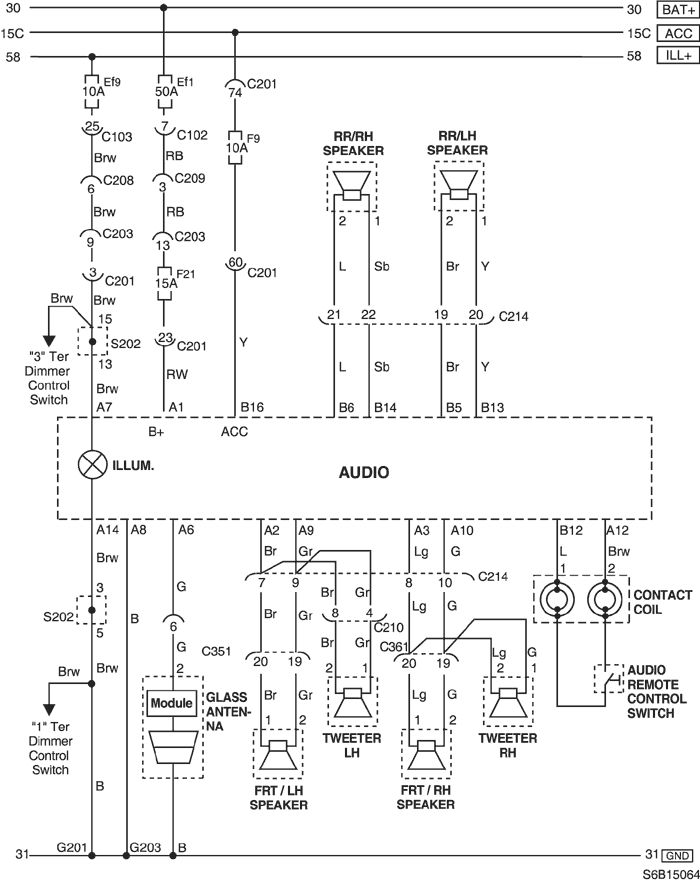 30 30 BAT+
15C 15C ACC
58 58 ILL+
Ef9 Ef1 C201
10A 50A 74
25 C103 7 C102 F9
10A
Brw RB
RR/RH SPEAKER RR/LH SPEAKER
6 C208 3 C209
2 1 2 1
Brw RB
9 C203 13 C203
3 C201 15A F21 60 C201
L Sb Br Y
Brw Brw
15
21 22 19 20 C214
S202
13
23 C201
Y
"3" Ter
Dimmer
Control
Switch
Brw RW
L Sb Br Y
A7 A1 B16 B6 B14 B5 B13
B+ ACC
ILLUM.
AUDIO
A14 A8 A6 A2 A9 A3 A10 B12 A12
Brw Br Gr Lg G L Brw
1 2
3
S202
5
G
7 9 8 10 C214
CONTACT
COIL
B
Br Gr
8 4
C210
6
G
Br Gr Br Gr Lg G
C351 C361
20 19 20 19
Lg G
2
2 1 2 1
Brw Brw
Br Gr Lg G
1 2 1 2
"1" Ter
Dimmer
Control
Switch
Module
GLASS
ANTEN-
NA
TWEETER
LH
TWEETER
RH
AUDIO
REMOTE
CONTROL
SWITCH
B
FRT / LH
SPEAKER
FRT / RH
SPEAKER
31 G201 G203 B 31 GND
S6B15064